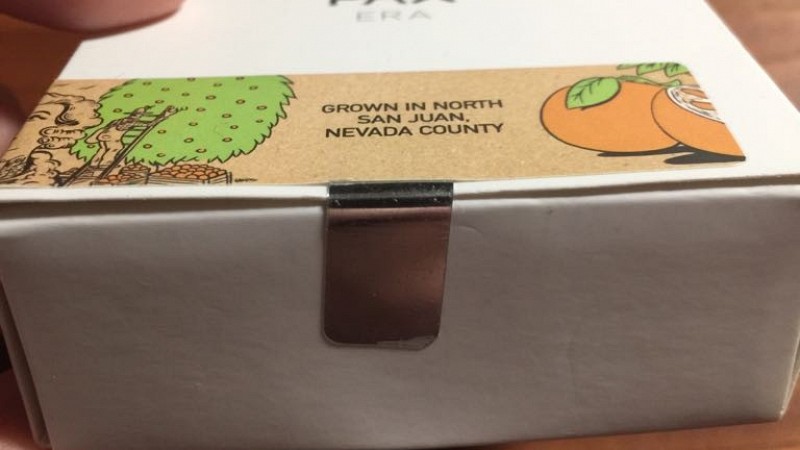 ERA
GROWN IN NORTH
SAN JUAN,
NEVADA COUNTY